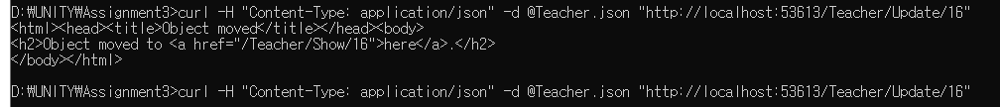 D:₩UNITY₩Assignment3>curl -H "Content-Type: application/json" -d @Teacher.json "http://localhost:53613/Teacher/Update/16"
<html><head><title>Object moved</title></head><body>
<h2>Object moved to <a href="/Teacher/Show/16">here</a>.</h2>
</body></html>
D:₩UNITY₩Assignment3>curl -H "Content-Type: application/json" -d @Teacher.json "http://localhost:53613/Teacher/Update/16"